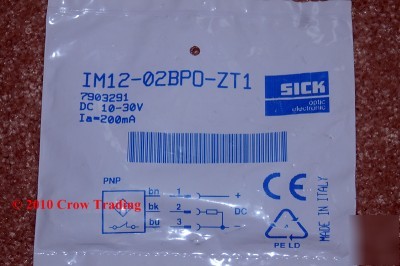 IM12-02BPO-ZT1
7903291
DC 10-30V
Ia=200mA
SICK
optic
electronic
PNP
bn 1 +
bk 2 DC
bu 3 -
CE
MADE IN ITALY
PE LD
© 2010 Crow Trading